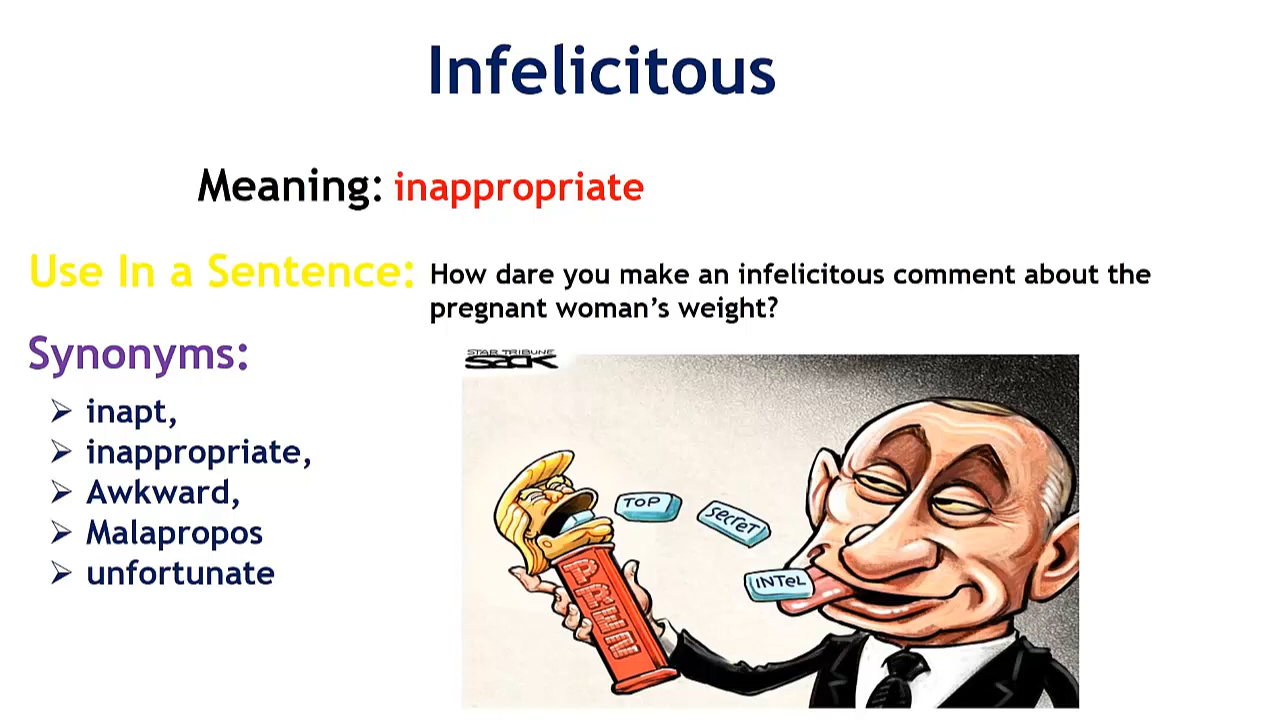 Infelicitous
Meaning: inappropriate
Use In a Sentence: How dare you make an infelicitous comment about the
pregnant woman’s weight?
Synonyms:
➢ inapt,
➢ inappropriate,
➢ Awkward,
➢ Malapropos
➢ unfortunate
STAR TRIBUNE
SACK
TOP
SECRET
INTEL
PREZ